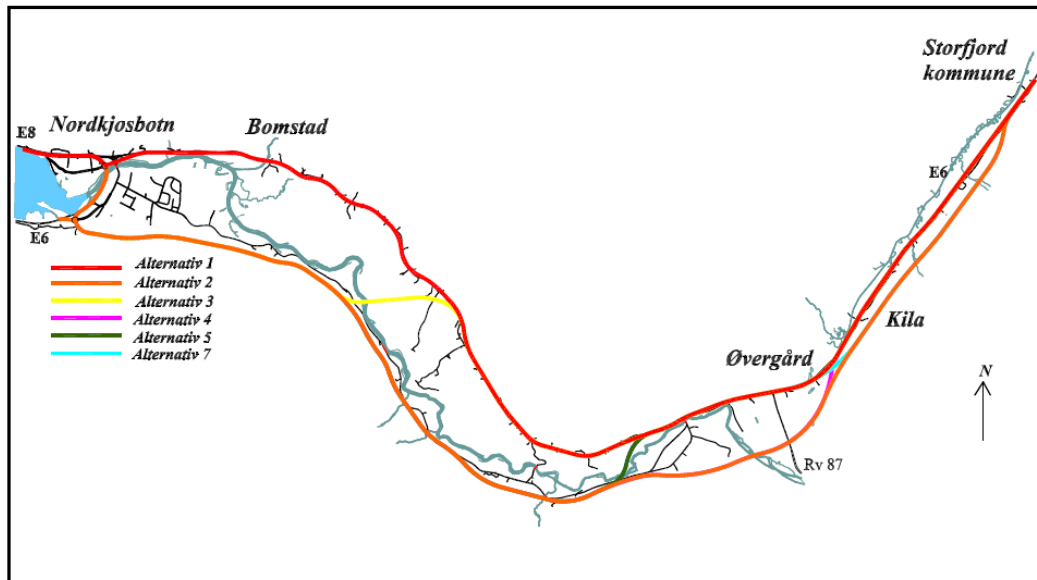 Storfjord
kommune
Nordkjosbotn
Bomstad
E8
E6
E6
Alternativ 1
Alternativ 2
Alternativ 3
Alternativ 4
Alternativ 5
Alternativ 7
Kila
Øvergård
N
Rv 87